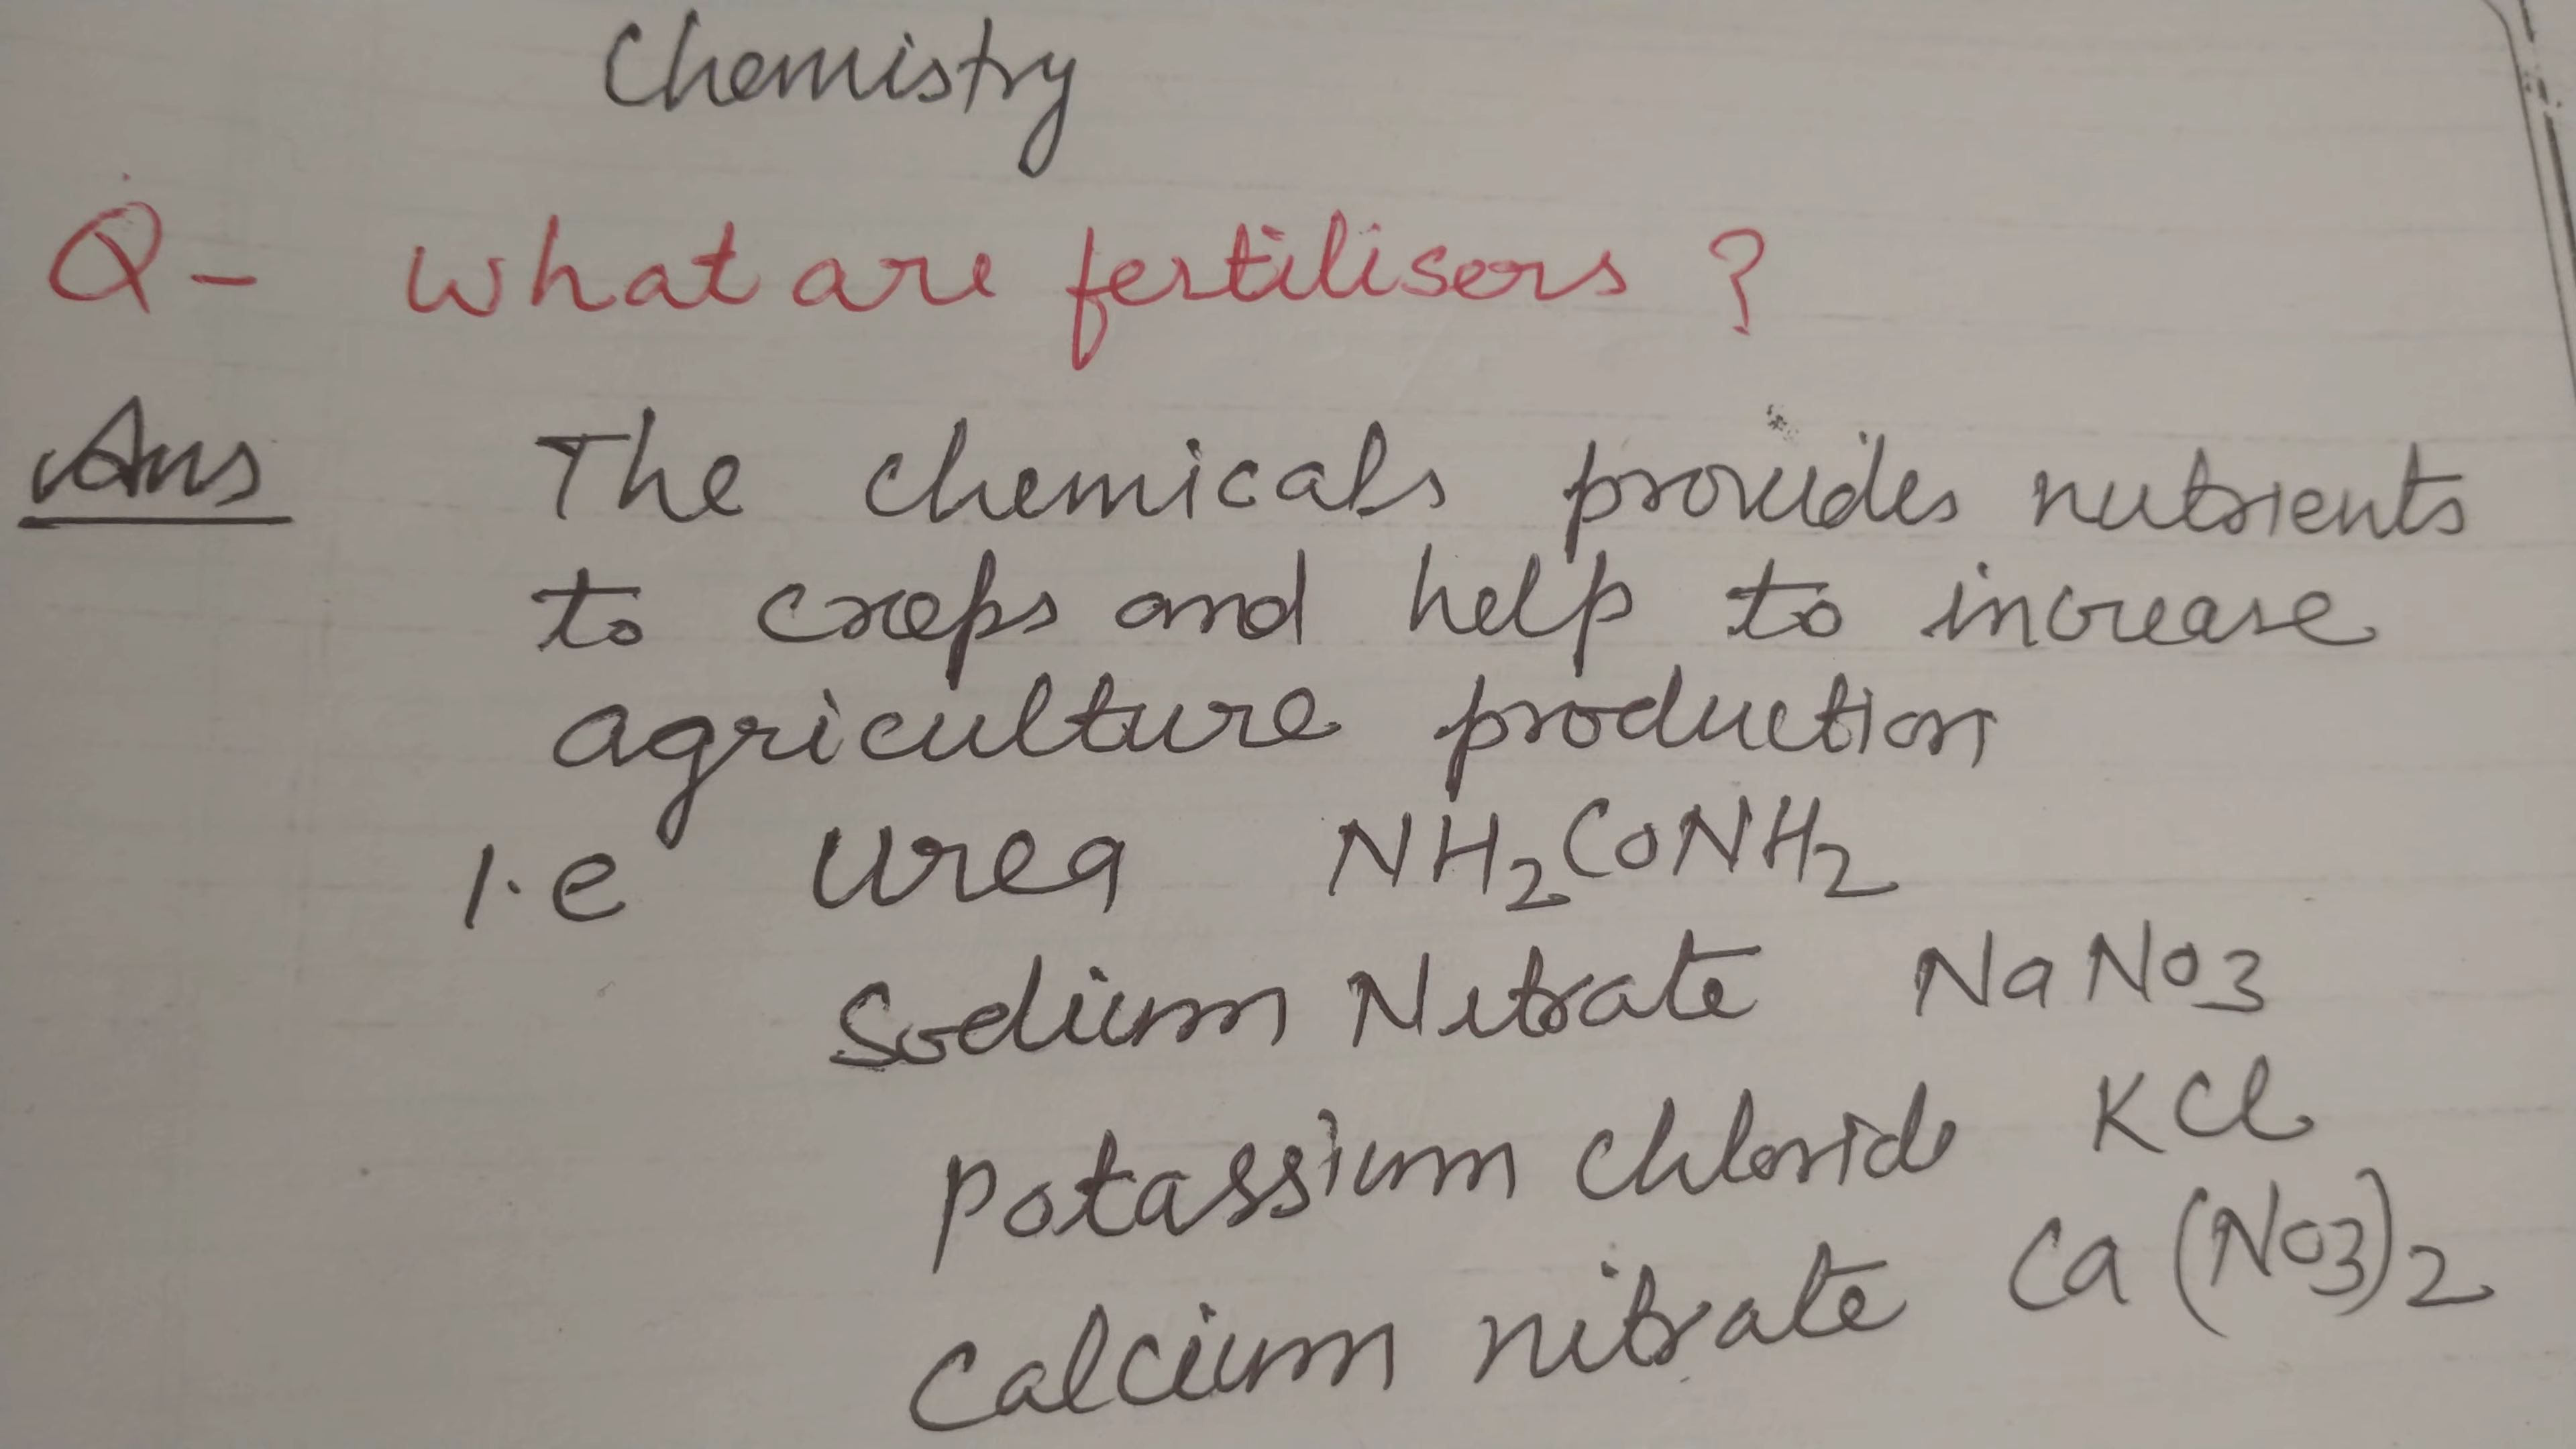 Chemistry
Q- What are fertilisers ?
Ans The chemicals provides nutrients
to crops and help to increase
agriculture production
I.e Urea NH₂CONH₂
Sodium Nitrate NaNO3
Potassium chloride KCl
Calcium nitrate Ca(NO3)₂